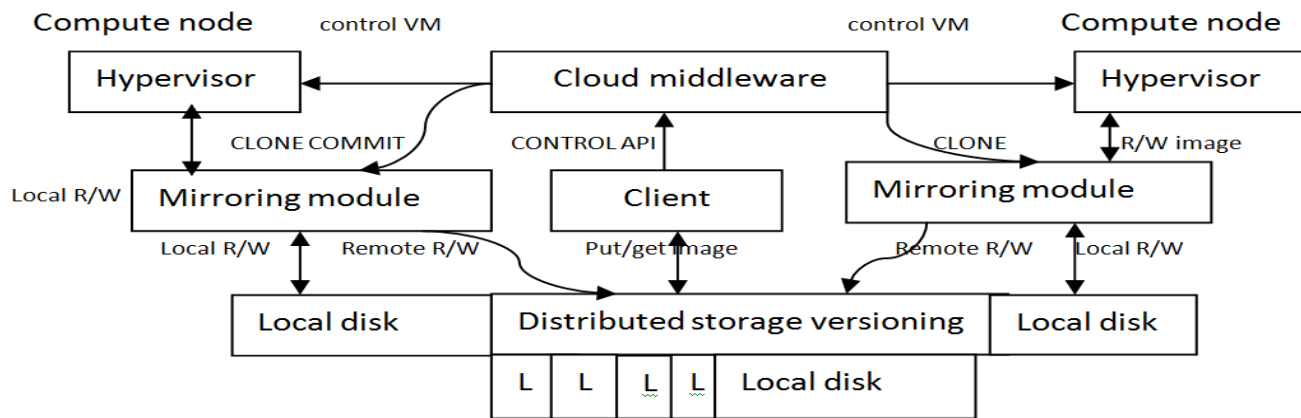 Compute node
control VM
control VM
Compute node
Hypervisor
Cloud middleware
Hypervisor
CLONE COMMIT
CONTROL API
CLONE
R/W image
Local R/W
Mirroring module
Client
Mirroring module
Local R/W
Remote R/W
Put/get image
Remote R/W
Local R/W
Local disk
Distributed storage versioning
Local disk
L
L
L
L
Local disk